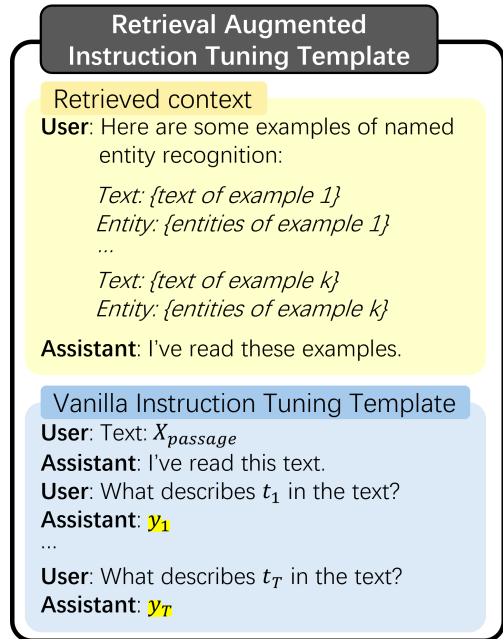 Retrieval Augmented
Instruction Tuning Template
Retrieved context
User: Here are some examples of named
entity recognition:
Text: {text of example 1}
Entity: {entities of example 1}
...
Text: {text of example k}
Entity: {entities of example k}
Assistant: I've read these examples.
Vanilla Instruction Tuning Template
User: Text: X_passage
Assistant: I've read this text.
User: What describes t_1 in the text?
Assistant: y_1
...
User: What describes t_T in the text?
Assistant: y_T